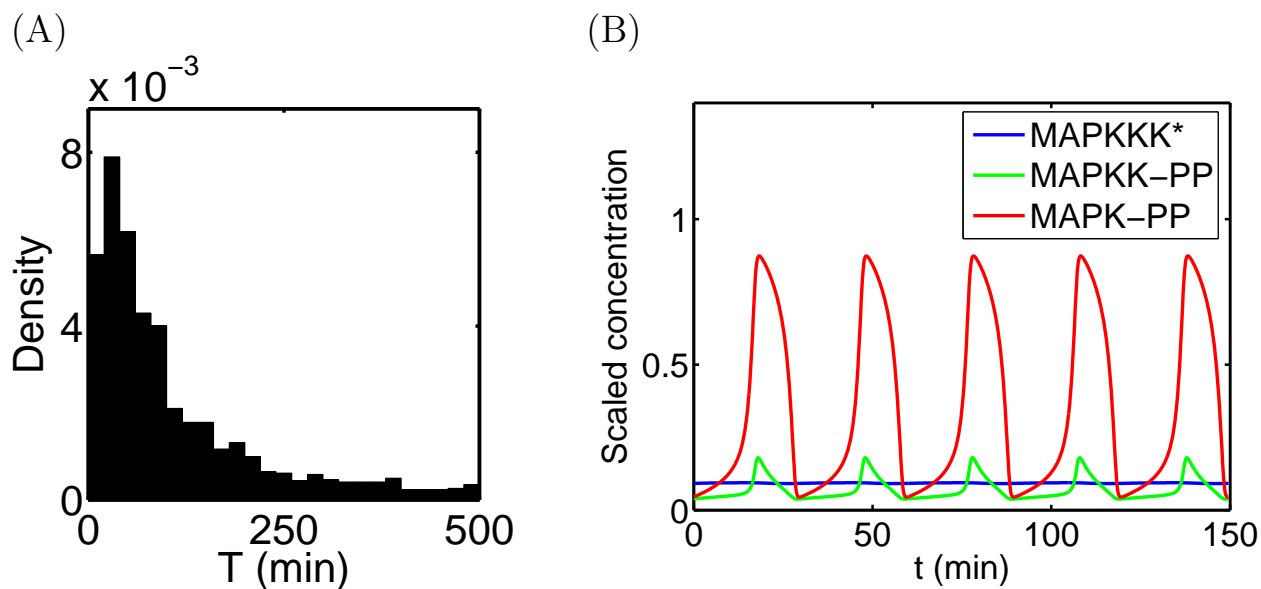 (A)
x 10⁻³
8
4
0
Density
0
250
500
T (min)
(B)
1
0.5
0
Scaled concentration
MAPKKK*
MAPKK–PP
MAPK–PP
0
50
100
150
t (min)